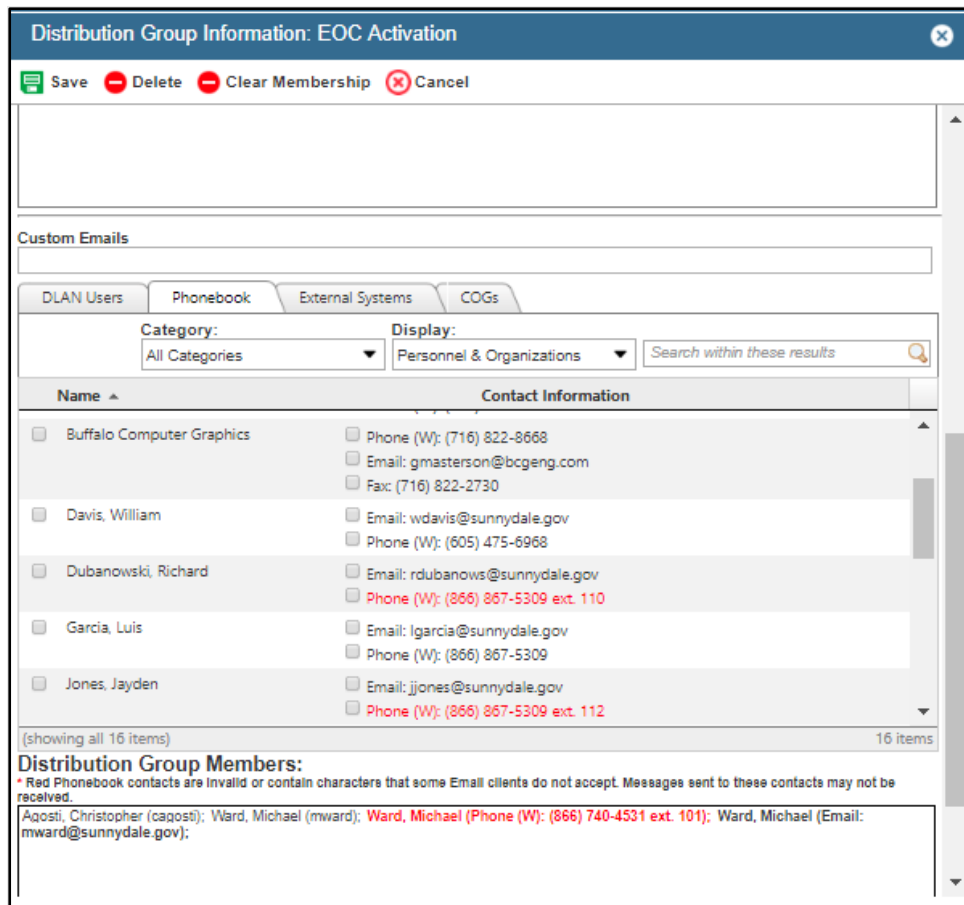 Distribution Group Information: EOC Activation
Save Delete Clear Membership Cancel
Custom Emails
DLAN Users Phonebook External Systems COGs
Category: Display:
All Categories Personnel & Organizations Search within these results
Name Contact Information
Buffalo Computer Graphics Phone (W): (716) 822-8668
Email: gmasterson@bcgeng.com
Fax: (716) 822-2730
Davis, William Email: wdavis@sunnydale.gov
Phone (W): (605) 475-6968
Dubanowski, Richard Email: rdubanows@sunnydale.gov
Phone (W): (866) 867-5309 ext. 110
Garcia, Luis Email: lgarcia@sunnydale.gov
Phone (W): (866) 867-5309
Jones, Jayden Email: jjones@sunnydale.gov
Phone (W): (866) 867-5309 ext. 112
(showing all 16 items) 16 items
Distribution Group Members:
* Red Phonebook contacts are invalid or contain characters that some Email clients do not accept. Messages sent to these contacts may not be
received.
Agosti, Christopher (cagosti); Ward, Michael (mward); Ward, Michael (Phone (W): (866) 740-4531 ext. 101); Ward, Michael (Email:
mward@sunnydale.gov);